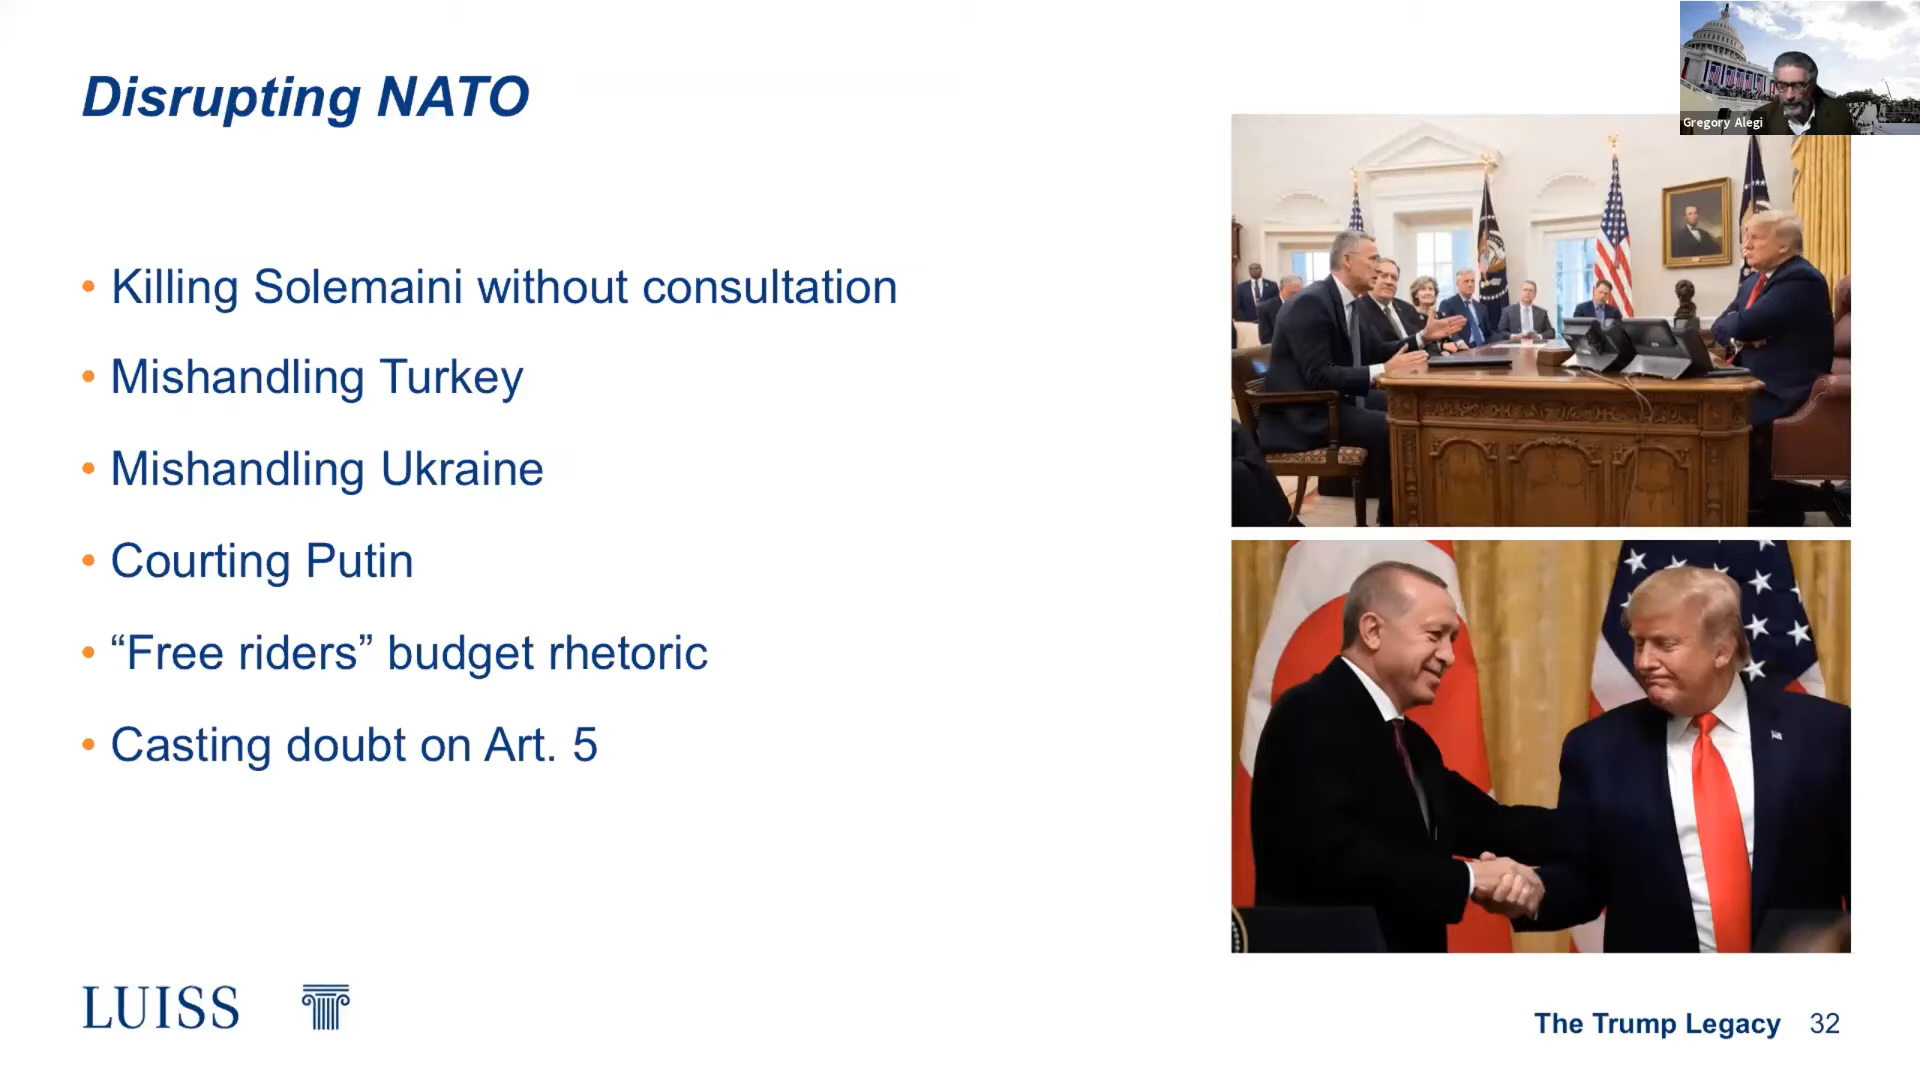 Disrupting NATO
Gregory Alegi
• Killing Solemaini without consultation
• Mishandling Turkey
• Mishandling Ukraine
• Courting Putin
• “Free riders” budget rhetoric
• Casting doubt on Art. 5
LUISS
The Trump Legacy 32